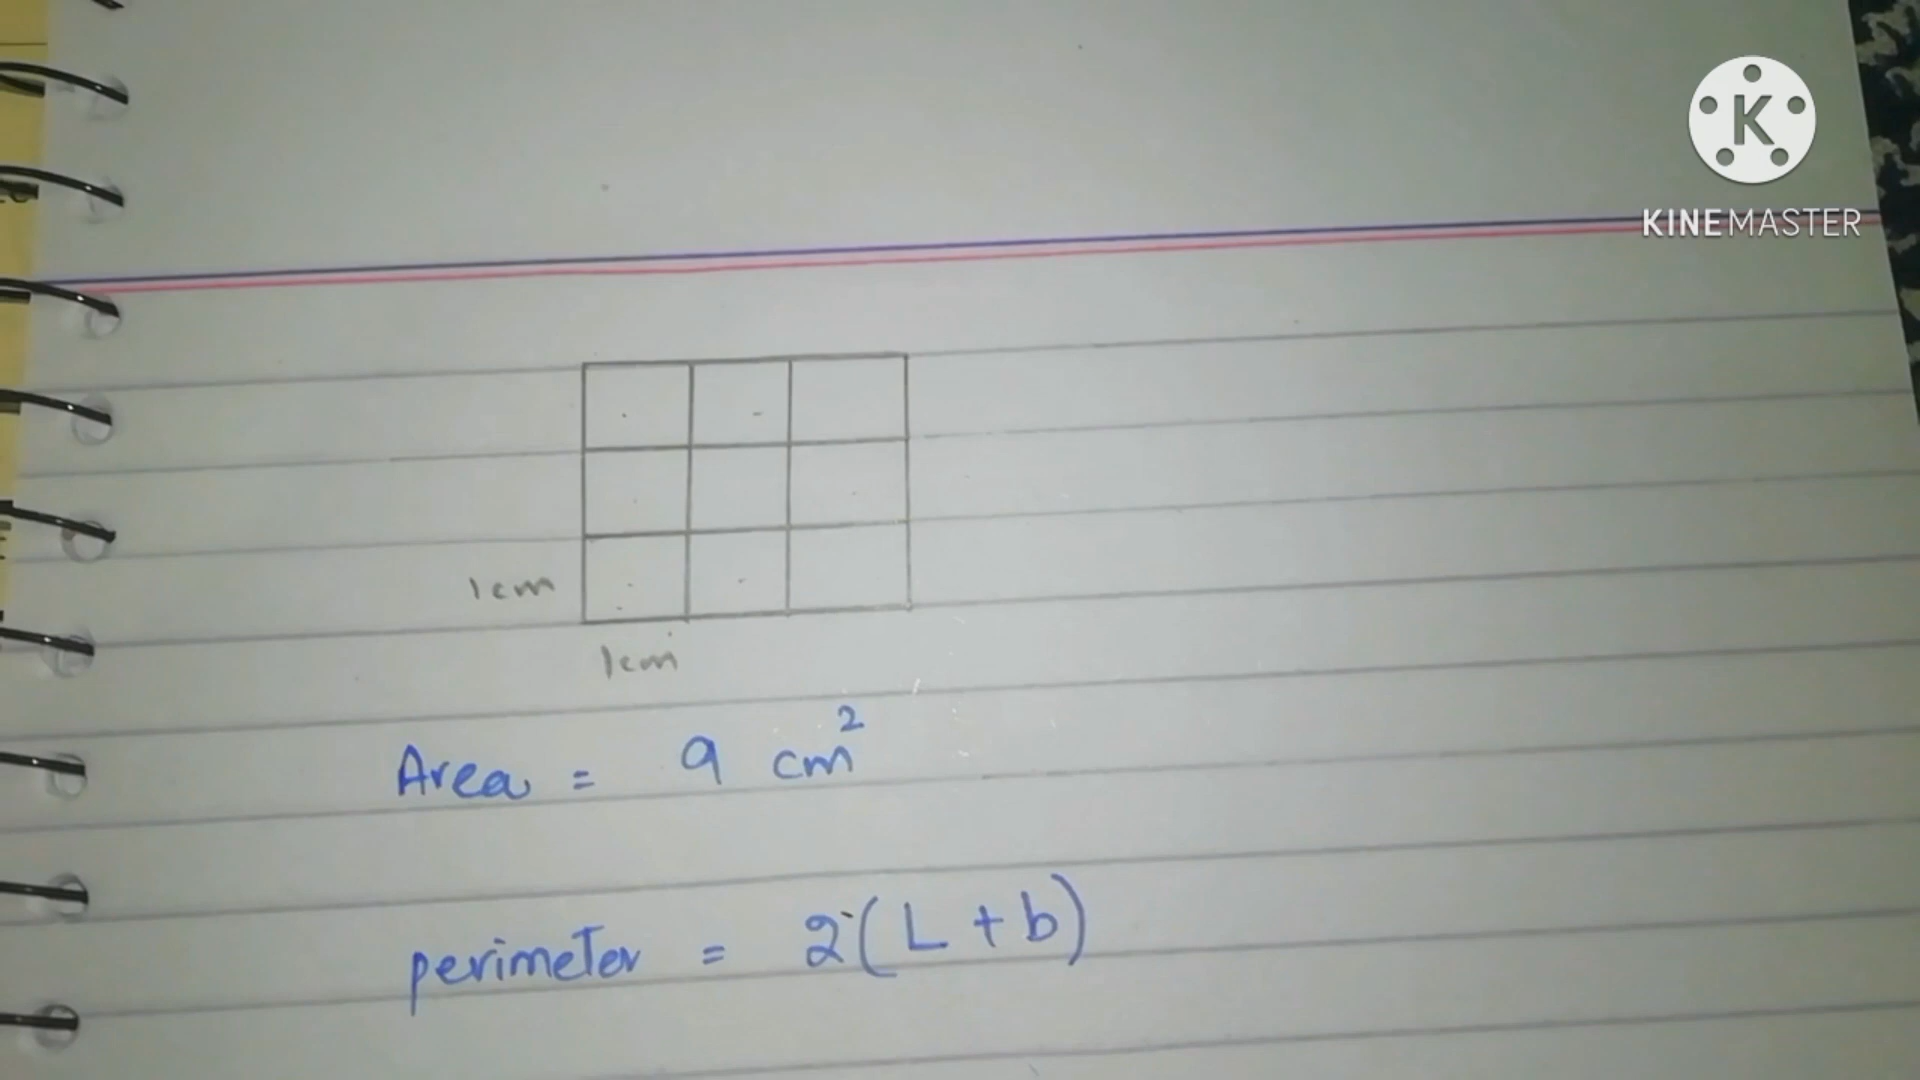 K
KINEMASTER
1cm
1cm
Area = 9 cm²
perimeter = 2(L + b)